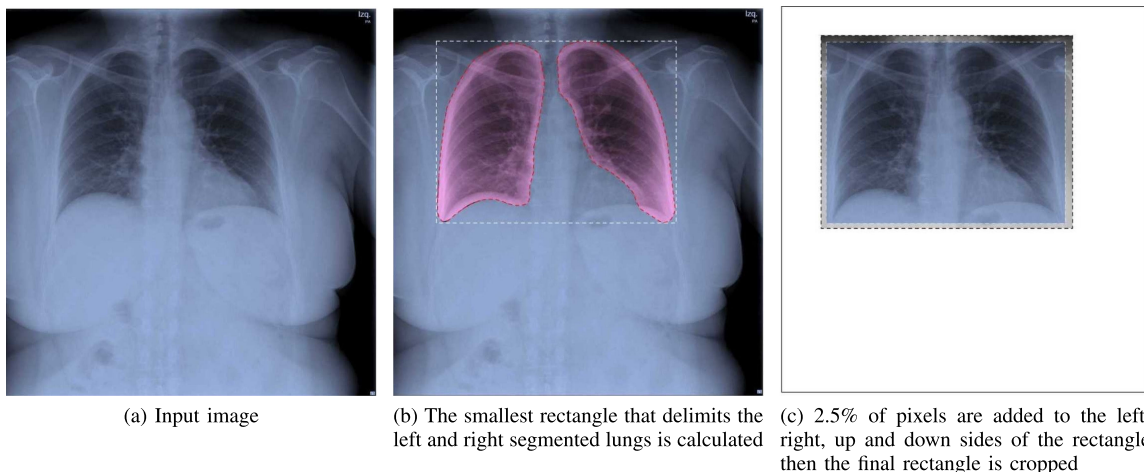 Izq.
PA
Izq.
PA
(a) Input image
(b) The smallest rectangle that delimits the
left and right segmented lungs is calculated
(c) 2.5% of pixels are added to the left
right, up and down sides of the rectangle
then the final rectangle is cropped